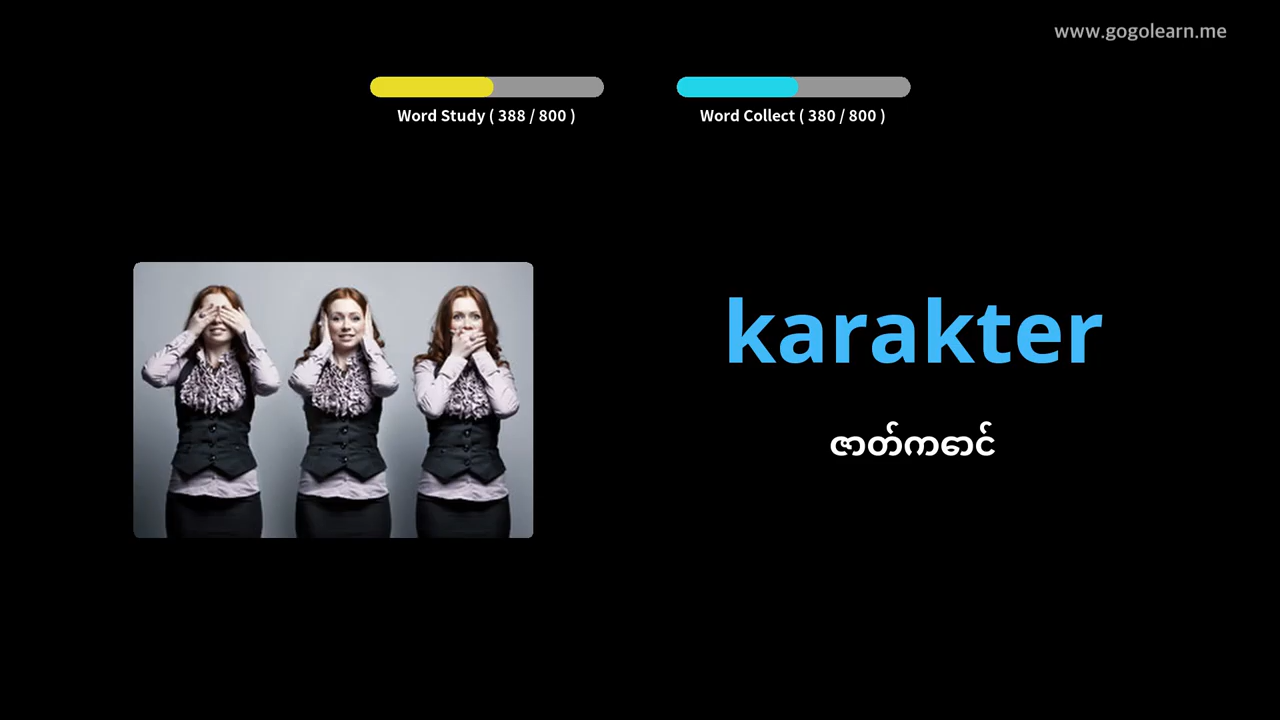 www.gogolearn.me
Word Study ( 388 / 800 )
Word Collect ( 380 / 800 )
karakter
ဇာတ်ကောင်